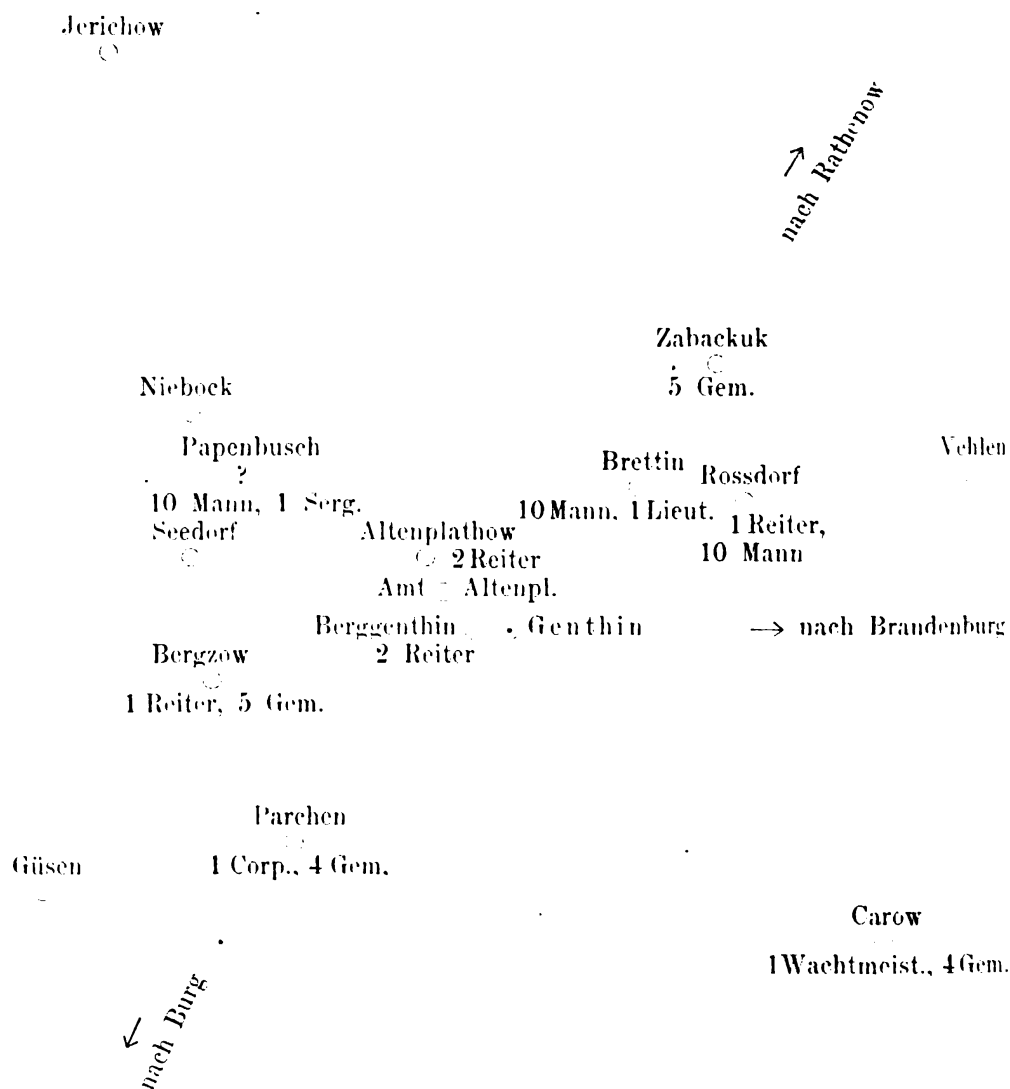 Jerichow
nach Rathenow
Zabackuk
5 Gem.
Niebock
Papenbusch
?
10 Mann, 1 Serg.
Brettin
10 Mann, 1 Lieut.
Rossdorf
1 Reiter,
10 Mann
Vehlen
Seedorf
Altenplathow
2 Reiter
Amt Altenpl.
Berggenthin
2 Reiter
Genthin
→ nach Brandenburg
Bergzow
1 Reiter, 5 Gem.
Parchen
1 Corp., 4 Gem.
Güsen
Carow
1 Wachtmeist., 4 Gem.
nach Burg